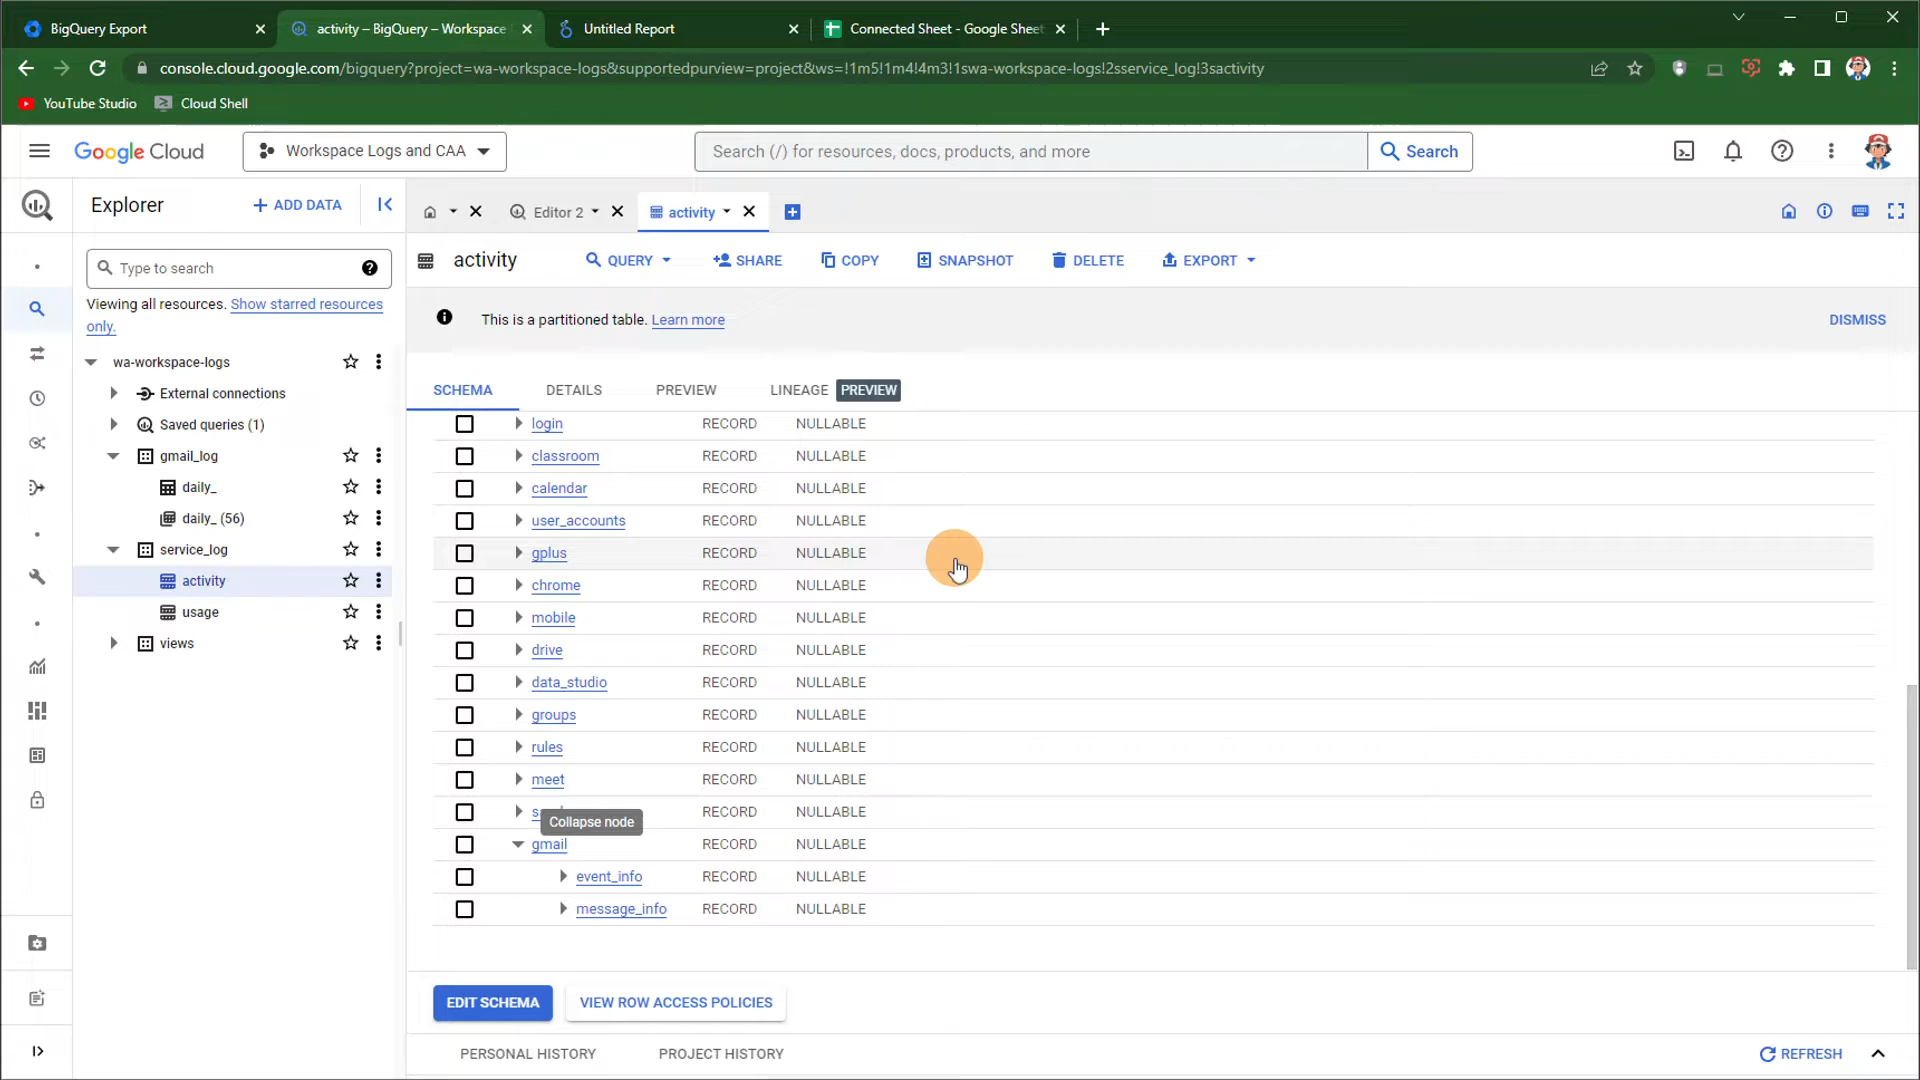 BigQuery Export
activity – BigQuery – Workspace
Untitled Report
Connected Sheet - Google Sheet
console.cloud.google.com/bigquery?project=wa-workspace-logs&supportedpurview=project&ws=!1m5!1m4!4m3!1swa-workspace-logs!2sservice_log!3sactivity
YouTube Studio
Cloud Shell
Google Cloud
Workspace Logs and CAA
Search (/) for resources, docs, products, and more
Search
Explorer
+ ADD DATA
Editor 2
activity
Type to search
Viewing all resources. Show starred resources
only.
wa-workspace-logs
External connections
Saved queries (1)
gmail_log
daily_
daily_ (56)
service_log
activity
usage
views
activity
QUERY
SHARE
COPY
SNAPSHOT
DELETE
EXPORT
This is a partitioned table. Learn more
DISMISS
SCHEMA
DETAILS
PREVIEW
LINEAGE PREVIEW
login RECORD NULLABLE
classroom RECORD NULLABLE
calendar RECORD NULLABLE
user_accounts RECORD NULLABLE
gplus RECORD NULLABLE
chrome RECORD NULLABLE
mobile RECORD NULLABLE
drive RECORD NULLABLE
data_studio RECORD NULLABLE
groups RECORD NULLABLE
rules RECORD NULLABLE
meet RECORD NULLABLE
RECORD NULLABLE
Collapse node
gmail RECORD NULLABLE
event_info RECORD NULLABLE
message_info RECORD NULLABLE
EDIT SCHEMA
VIEW ROW ACCESS POLICIES
PERSONAL HISTORY
PROJECT HISTORY
REFRESH